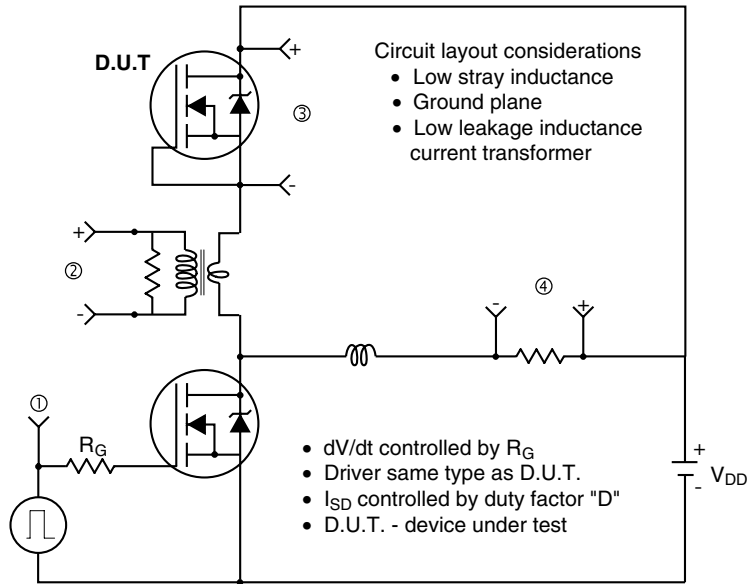 D.U.T
+
Circuit layout considerations
• Low stray inductance
• Ground plane
• Low leakage inductance
current transformer
③
-
+
②
-
④
-
+
①
R_G
• dV/dt controlled by R_G
• Driver same type as D.U.T.
• I_SD controlled by duty factor "D"
• D.U.T. - device under test
+
V_DD
-